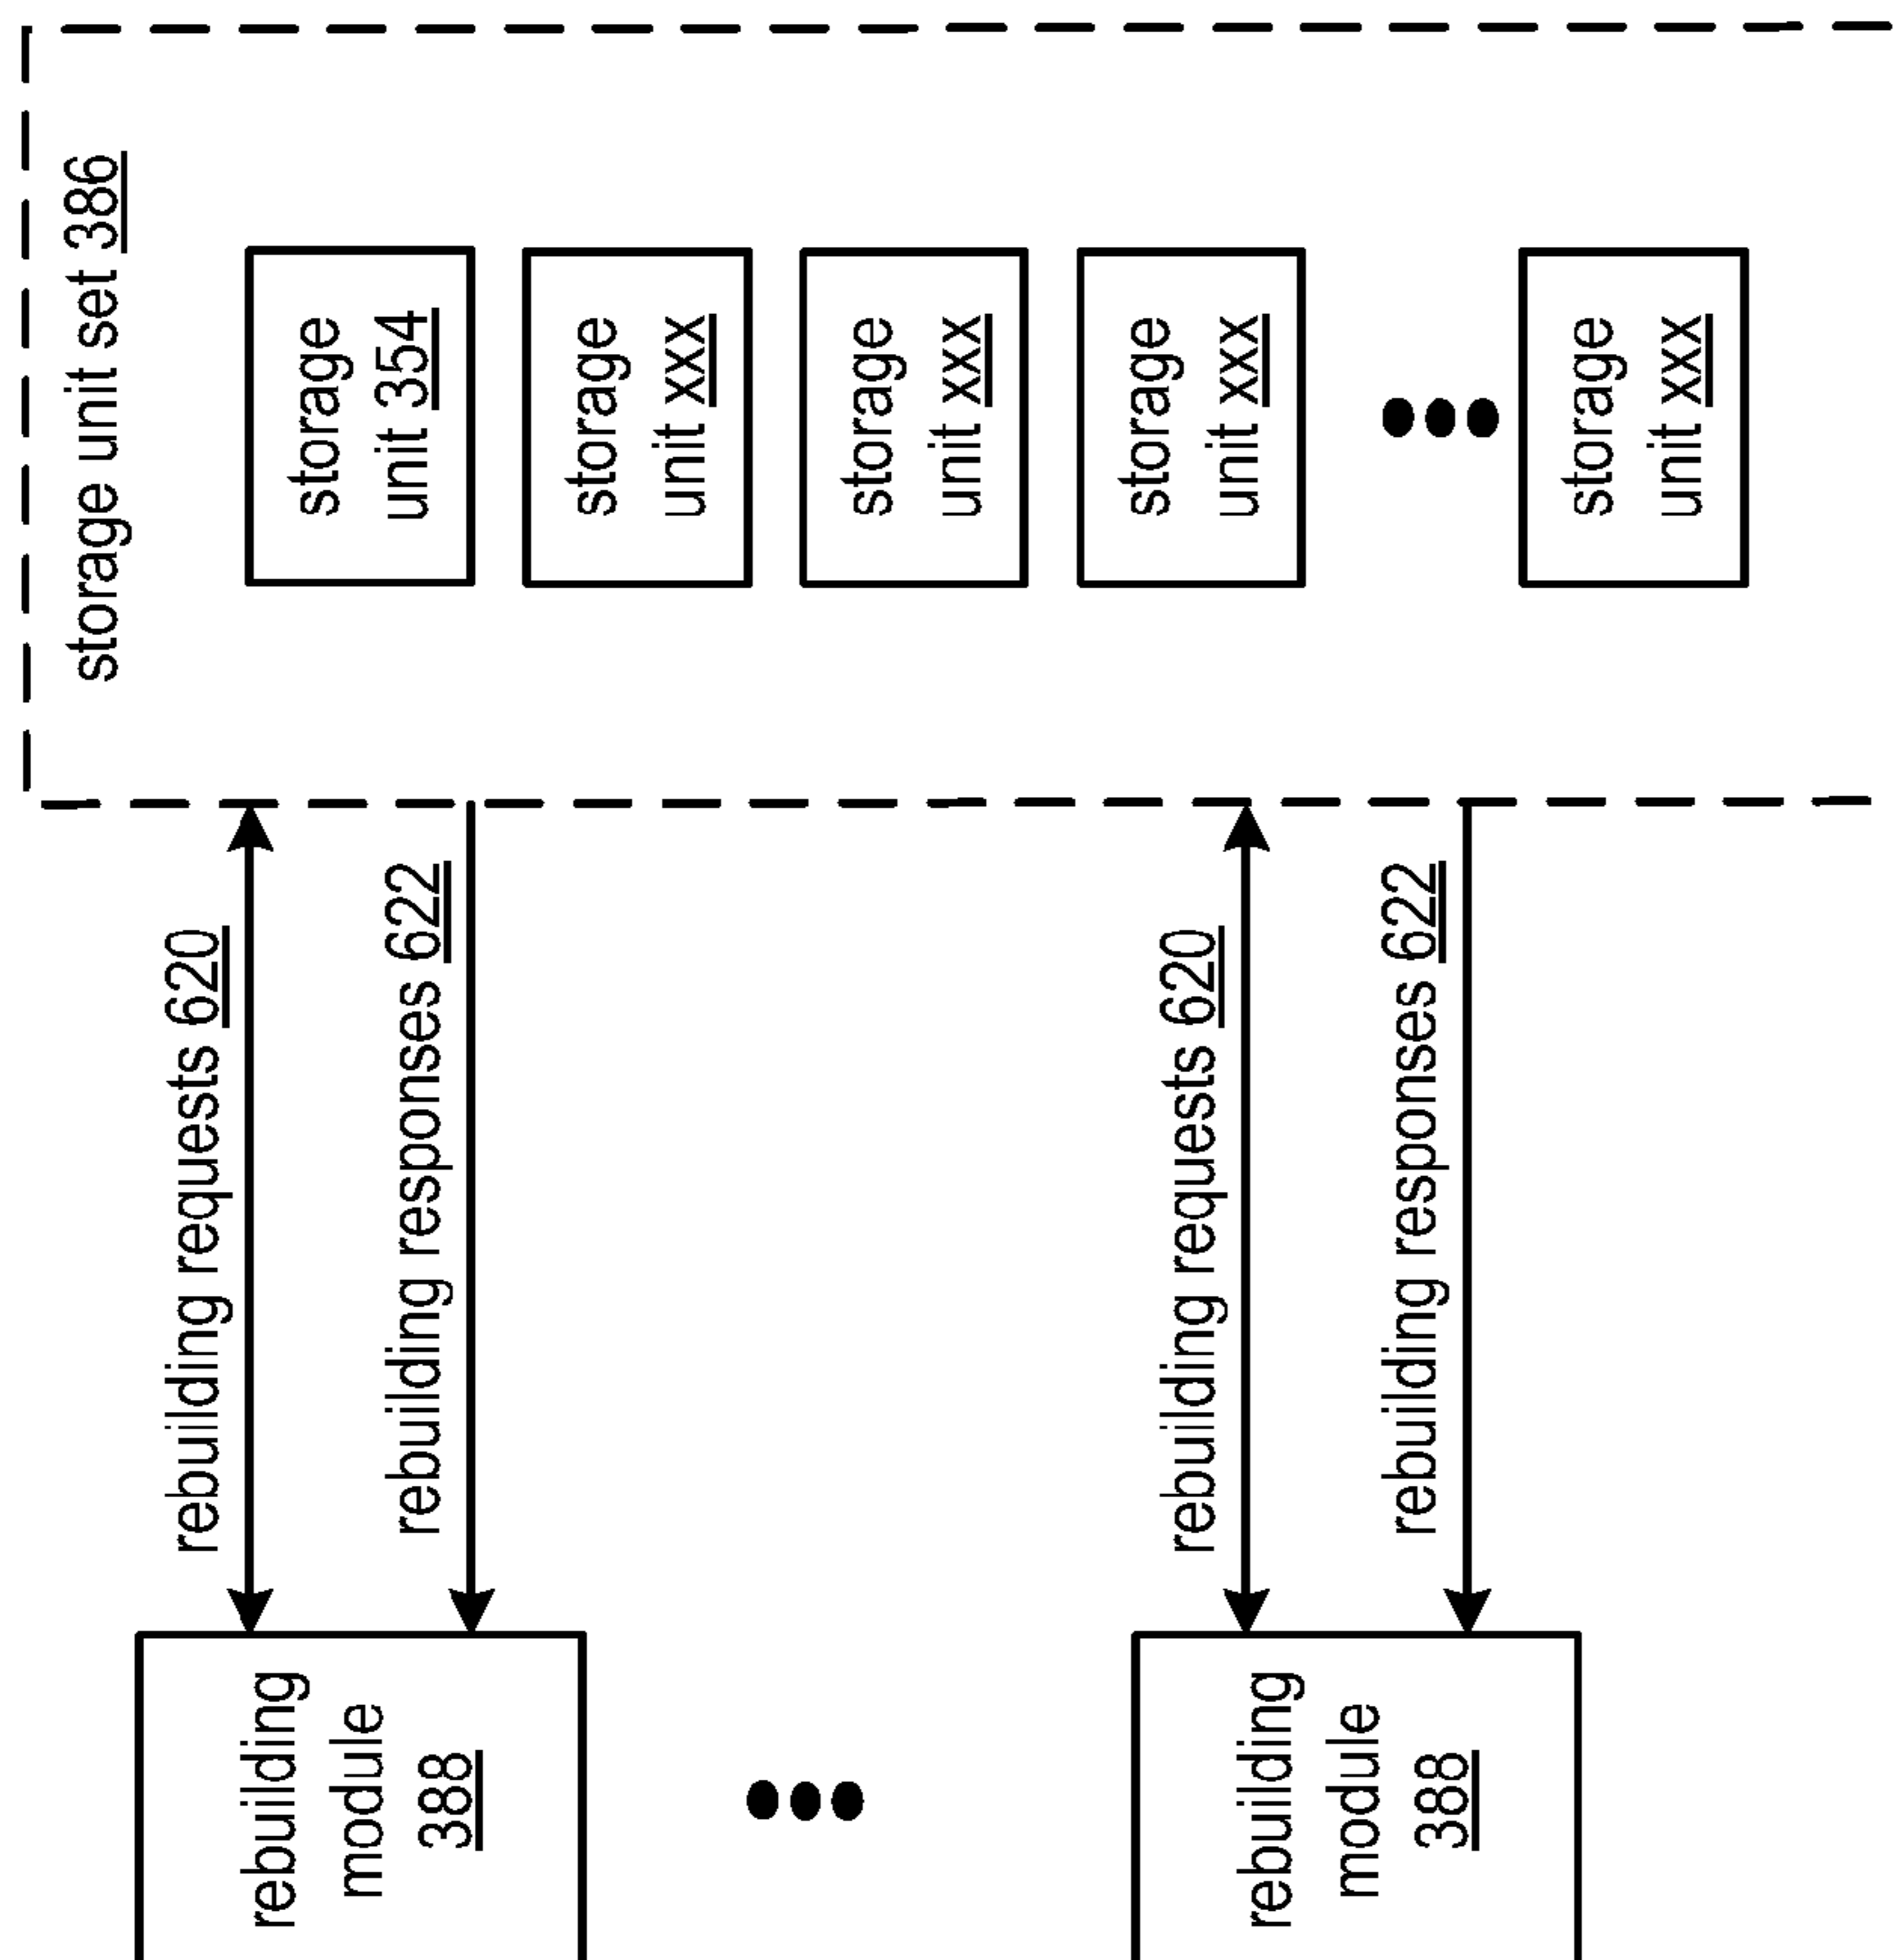 storage unit set 386
storage
unit 354
storage
unit xxx
storage
unit xxx
storage
unit xxx
storage
unit xxx
rebuilding requests 620
rebuilding responses 622
rebuilding requests 620
rebuilding responses 622
rebuilding
module
388
rebuilding
module
388